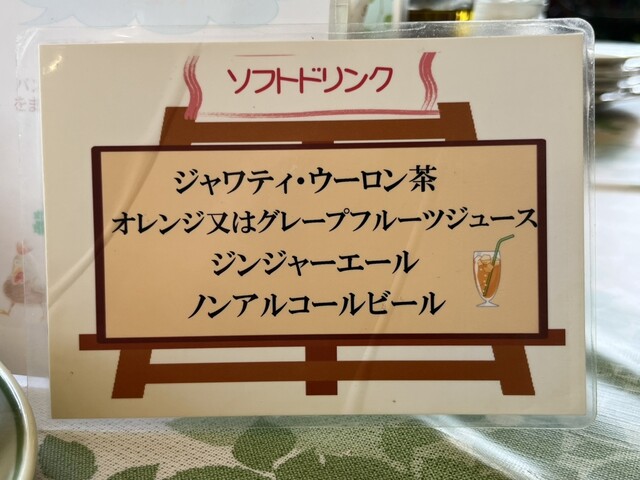 ソフトドリンク
ジャワティ・ウーロン茶
オレンジ又はグレープフルーツジュース
ジンジャーエール
ノンアルコールビール